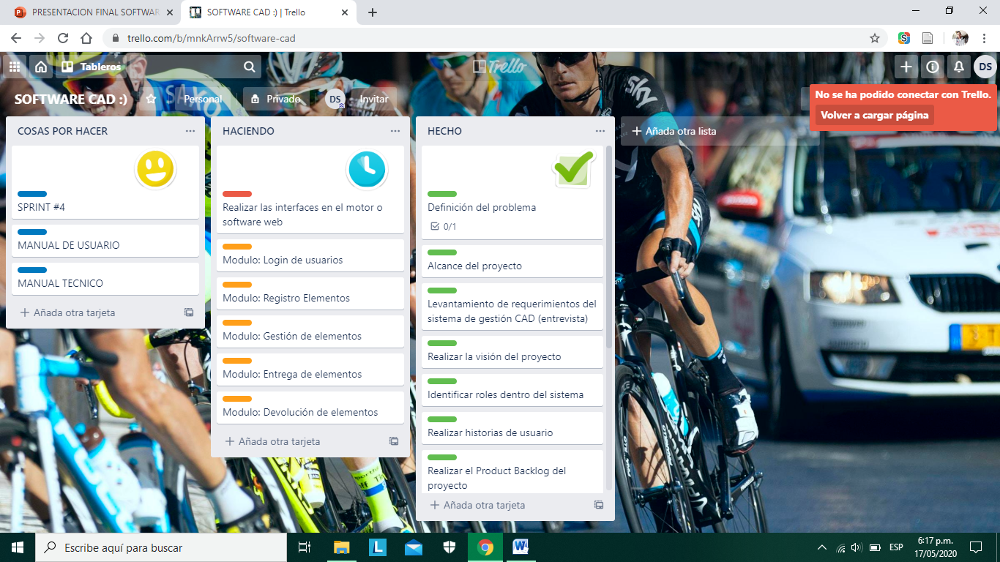 PRESENTACION FINAL SOFTWAR
SOFTWARE CAD :) | Trello
trello.com/b/mnkArrw5/software-cad
Tableros
Trello
DS
SOFTWARE CAD :)
Personal
Privado
DS
Invitar
No se ha podido conectar con Trello.
Volver a cargar página
COSAS POR HACER
SPRINT #4
MANUAL DE USUARIO
MANUAL TECNICO
Añada otra tarjeta
HACIENDO
Realizar las interfaces en el motor o
software web
Modulo: Login de usuarios
Modulo: Registro Elementos
Modulo: Gestión de elementos
Modulo: Entrega de elementos
Modulo: Devolución de elementos
Añada otra tarjeta
HECHO
Definición del problema
0/1
Alcance del proyecto
Levantamiento de requerimientos del
sistema de gestión CAD (entrevista)
Realizar la visión del proyecto
Identificar roles dentro del sistema
Realizar historias de usuario
Realizar el Product Backlog del
proyecto
Añada otra tarjeta
Añada otra lista
sky
Escribe aquí para buscar
ESP
6:17 p.m.
17/05/2020